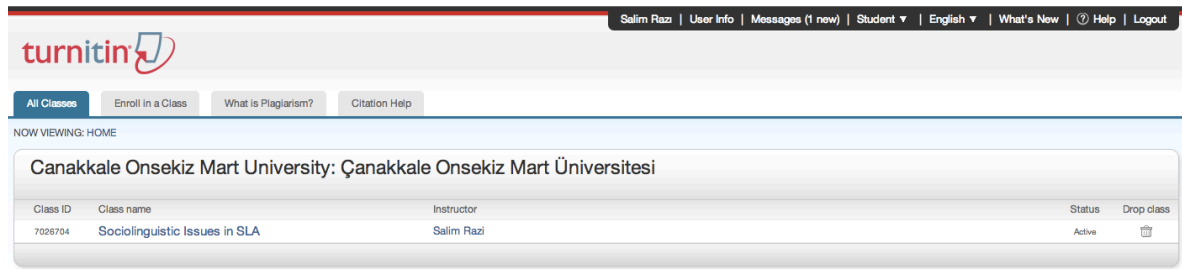 Salim Razı | User Info | Messages (1 new) | Student ▼ | English ▼ | What's New | ? Help | Logout
turnitin
All Classes Enroll in a Class What is Plagiarism? Citation Help
NOW VIEWING: HOME
Canakkale Onsekiz Mart University: Çanakkale Onsekiz Mart Üniversitesi
Class ID Class name Instructor Status Drop class
7026704 Sociolinguistic Issues in SLA Salim Razi Active